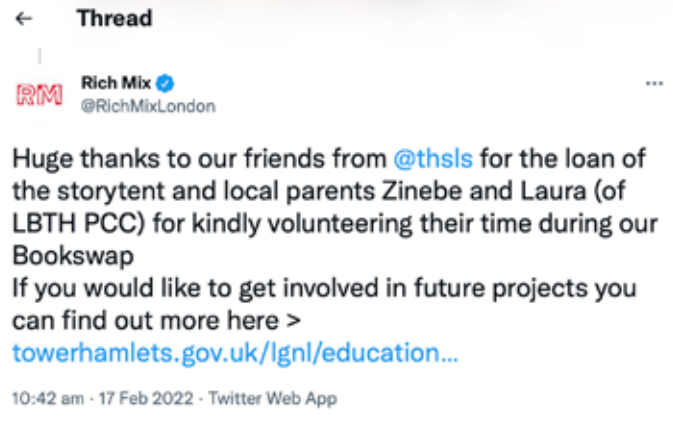 ← Thread
RM Rich Mix
@RichMixLondon
...
Huge thanks to our friends from @thsls for the loan of
the storytent and local parents Zinebe and Laura (of
LBTH PCC) for kindly volunteering their time during our
Bookswap
If you would like to get involved in future projects you
can find out more here >
towerhamlets.gov.uk/lgnl/education...
10:42 am · 17 Feb 2022 · Twitter Web App